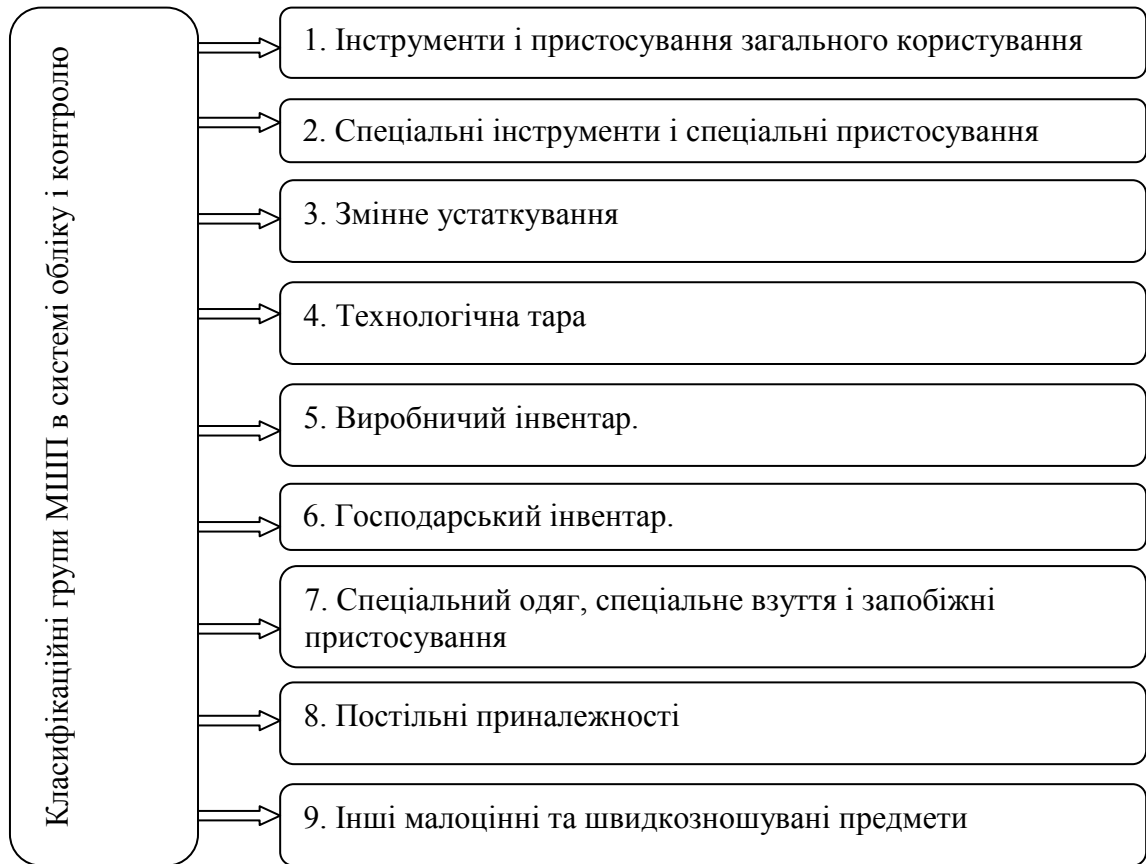 Класифікаційні групи МШП в системі обліку і контролю
1. Інструменти і пристосування загального користування
2. Спеціальні інструменти і спеціальні пристосування
3. Змінне устаткування
4. Технологічна тара
5. Виробничий інвентар.
6. Господарський інвентар.
7. Спеціальний одяг, спеціальне взуття і запобіжні
пристосування
8. Постільні приналежності
9. Інші малоцінні та швидкозношувані предмети